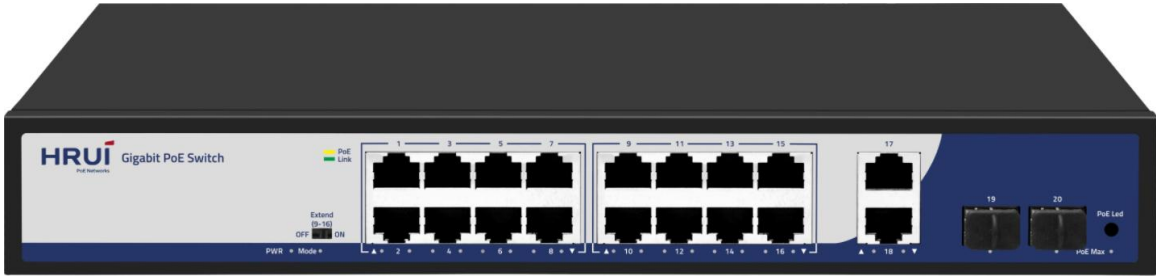 HRUI
PoE Networks
Gigabit PoE Switch
PoE
Link
Extend
(9-16)
OFF ON
PWR Mode
1 3 5 7
2 4 6 8
9 11 13 15
10 12 14 16
17
18
19 20
PoE Led
PoE Max